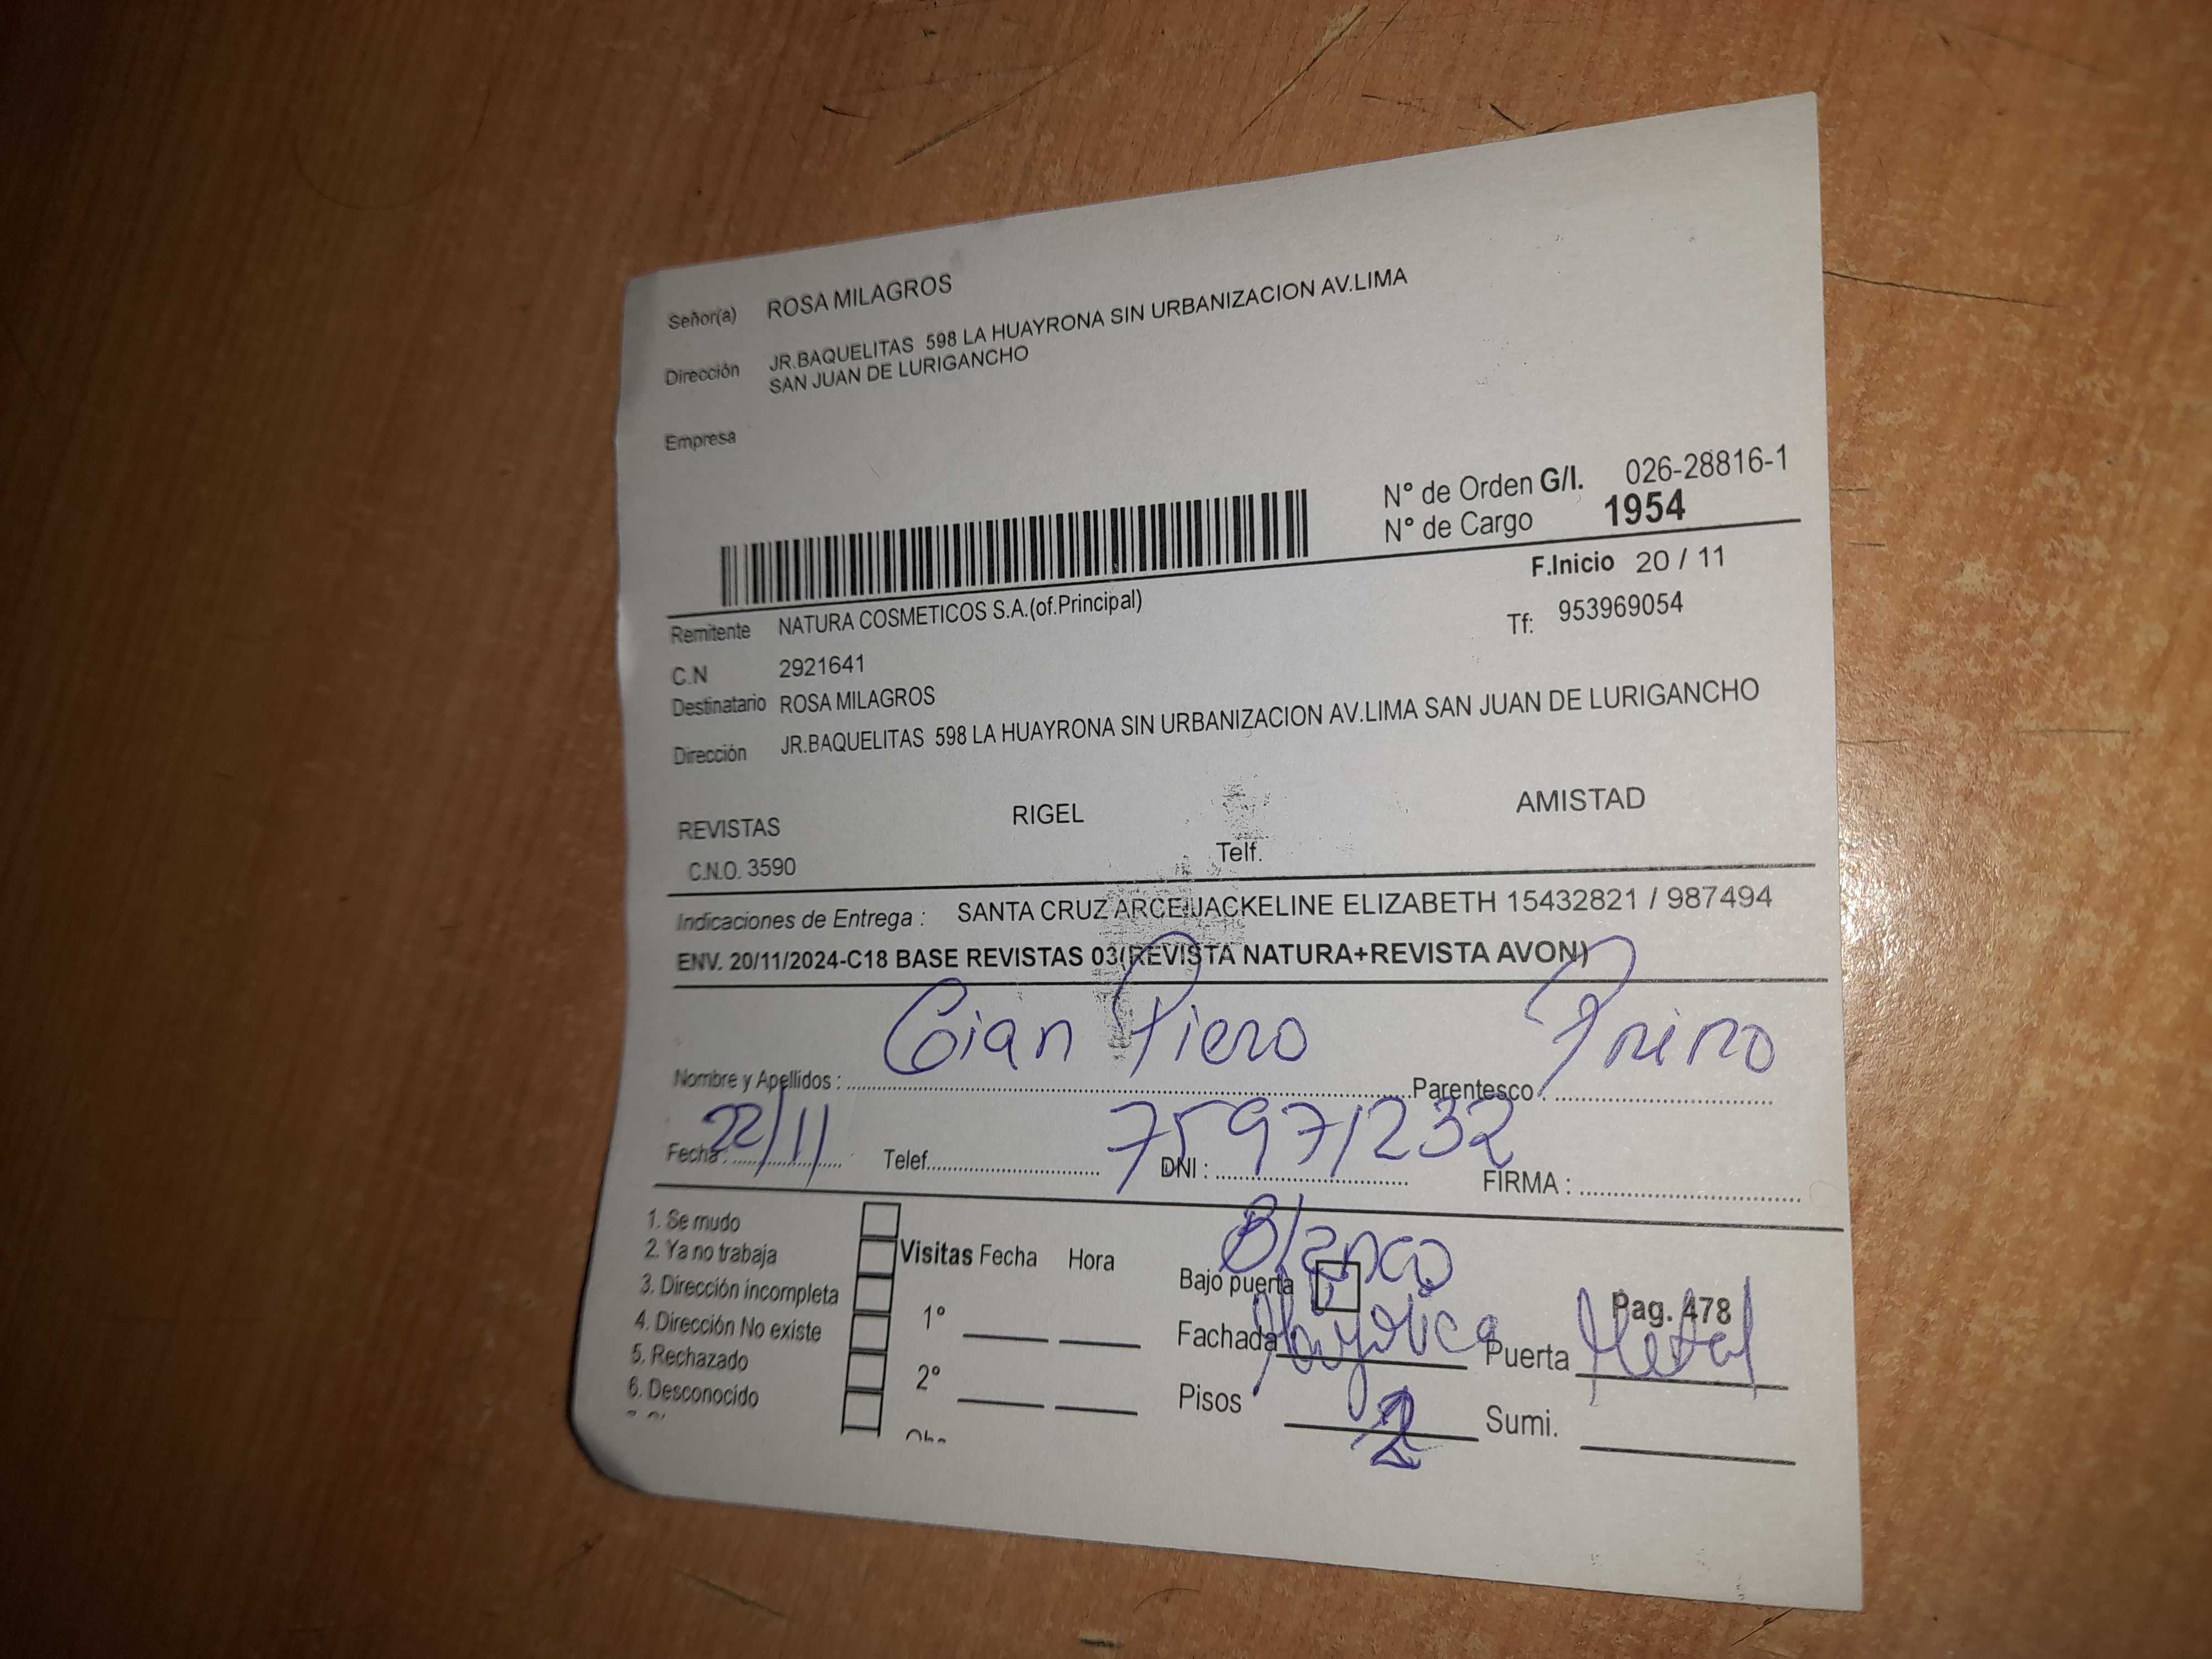 Señor(a) ROSA MILAGROS
Dirección JR.BAQUELITAS 598 LA HUAYRONA SIN URBANIZACION AV.LIMA
SAN JUAN DE LURIGANCHO
Empresa
N° de Orden G/I. 026-28816-1
N° de Cargo 1954
F.Inicio 20 / 11
Remitente NATURA COSMETICOS S.A.(of.Principal)
Tf: 953969054
C.N 2921641
Destinatario ROSA MILAGROS
Dirección JR.BAQUELITAS 598 LA HUAYRONA SIN URBANIZACION AV.LIMA SAN JUAN DE LURIGANCHO
REVISTAS RIGEL AMISTAD
C.N.O. 3590 Telf.
Indicaciones de Entrega : SANTA CRUZ ARCE JACKELINE ELIZABETH 15432821 / 987494
ENV. 20/11/2024-C18 BASE REVISTAS 03(REVISTA NATURA+REVISTA AVON)
Nombre y Apellidos : Gian Piero Parentesco : Primo
Fecha : 22/11 Telef. DNI : 75971232 FIRMA :
1. Se mudo
2. Ya no trabaja
3. Dirección incompleta
4. Dirección No existe
5. Rechazado
6. Desconocido
Visitas Fecha Hora
1°
2°
Blanco
Bajo puerta
Pag. 478
Fachada Mayolica Puerta Metal
Pisos 2 Sumi.